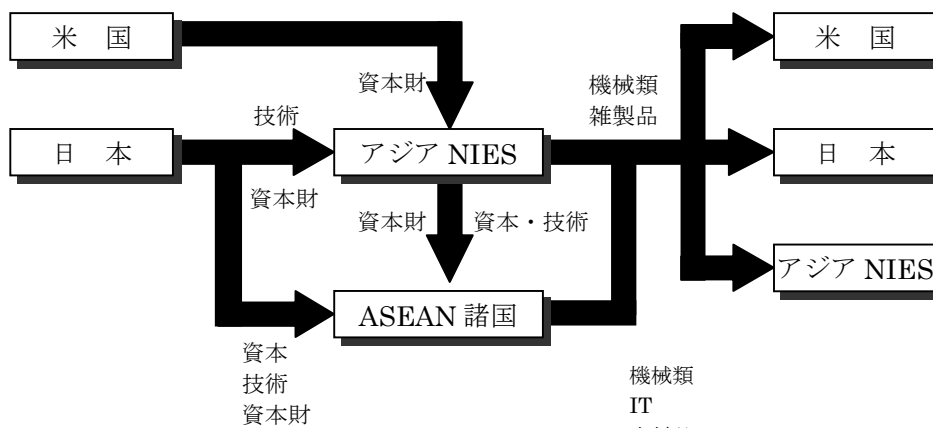 米 国
米 国
資本財
機械類
雑製品
技術
日 本
アジア NIES
日 本
資本財
資本財
資本・技術
アジア NIES
ASEAN 諸国
資本
技術
資本財
機械類
IT